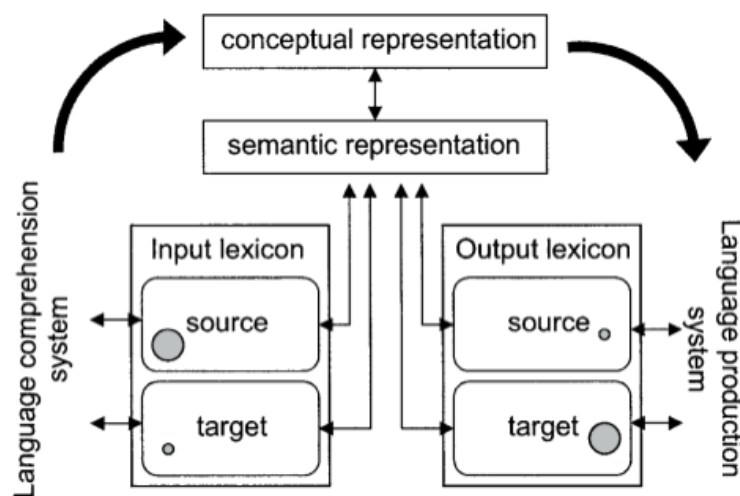 conceptual representation
semantic representation
Language comprehension
system
Input lexicon
source
target
Output lexicon
source
target
Language production
system